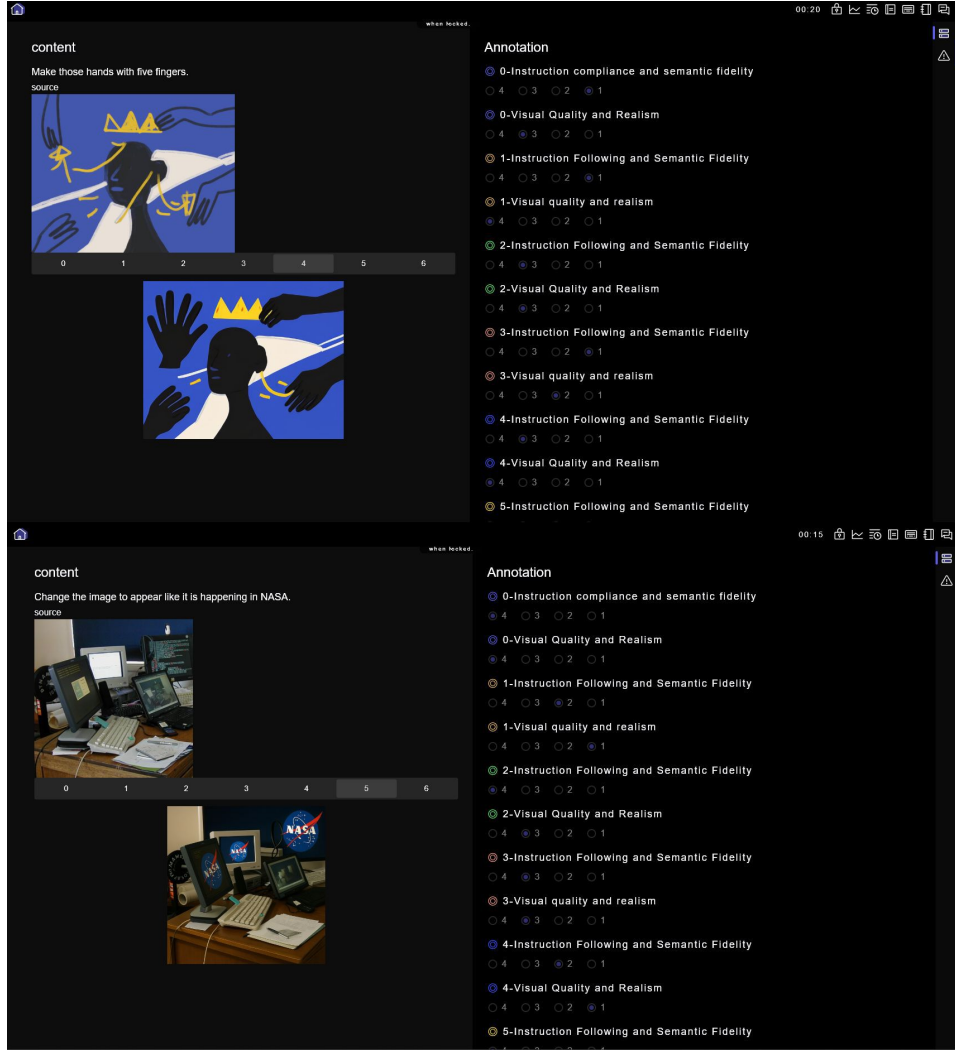 00:20
when locked.
content
Make those hands with five fingers.
source
0 1 2 3 4 5 6
Annotation
0-Instruction compliance and semantic fidelity
4 3 2 1
0-Visual Quality and Realism
4 3 2 1
1-Instruction Following and Semantic Fidelity
4 3 2 1
1-Visual quality and realism
4 3 2 1
2-Instruction Following and Semantic Fidelity
4 3 2 1
2-Visual Quality and Realism
4 3 2 1
3-Instruction Following and Semantic Fidelity
4 3 2 1
3-Visual quality and realism
4 3 2 1
4-Instruction Following and Semantic Fidelity
4 3 2 1
4-Visual Quality and Realism
4 3 2 1
5-Instruction Following and Semantic Fidelity
00:15
when locked.
content
Change the image to appear like it is happening in NASA.
source
0 1 2 3 4 5 6
NASA
NASA
NASA
Annotation
0-Instruction compliance and semantic fidelity
4 3 2 1
0-Visual Quality and Realism
4 3 2 1
1-Instruction Following and Semantic Fidelity
4 3 2 1
1-Visual quality and realism
4 3 2 1
2-Instruction Following and Semantic Fidelity
4 3 2 1
2-Visual Quality and Realism
4 3 2 1
3-Instruction Following and Semantic Fidelity
4 3 2 1
3-Visual quality and realism
4 3 2 1
4-Instruction Following and Semantic Fidelity
4 3 2 1
4-Visual Quality and Realism
4 3 2 1
5-Instruction Following and Semantic Fidelity